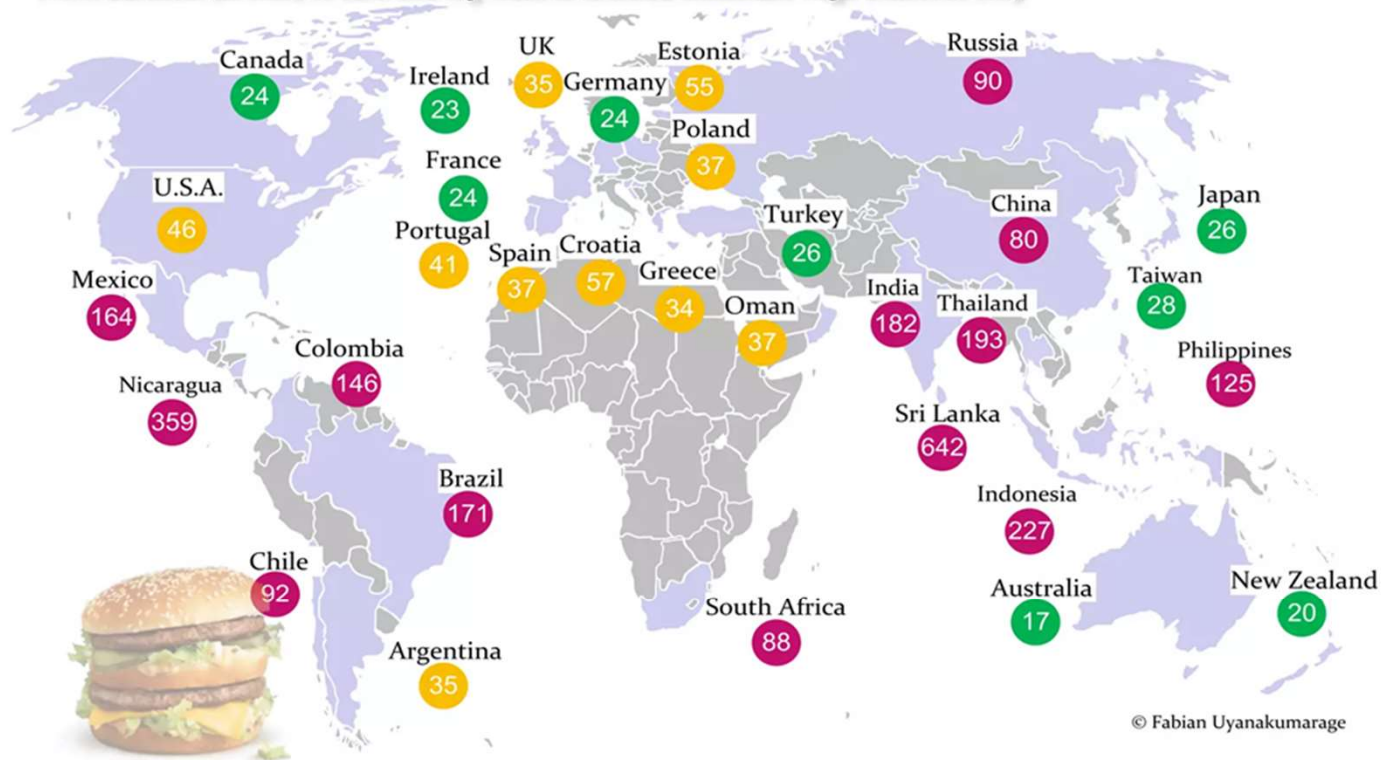 Canada
24
Ireland
23
UK
35
Germany
24
Estonia
55
Russia
90
Poland
37
France
24
U.S.A.
46
Portugal
41
Spain
37
Croatia
57
Greece
34
Oman
37
Turkey
26
China
80
Japan
26
Taiwan
28
Mexico
164
India
182
Thailand
193
Philippines
125
Colombia
146
Nicaragua
359
Sri Lanka
642
Brazil
171
Indonesia
227
Chile
92
South Africa
88
Australia
17
New Zealand
20
Argentina
35
© Fabian Uyanakumarage